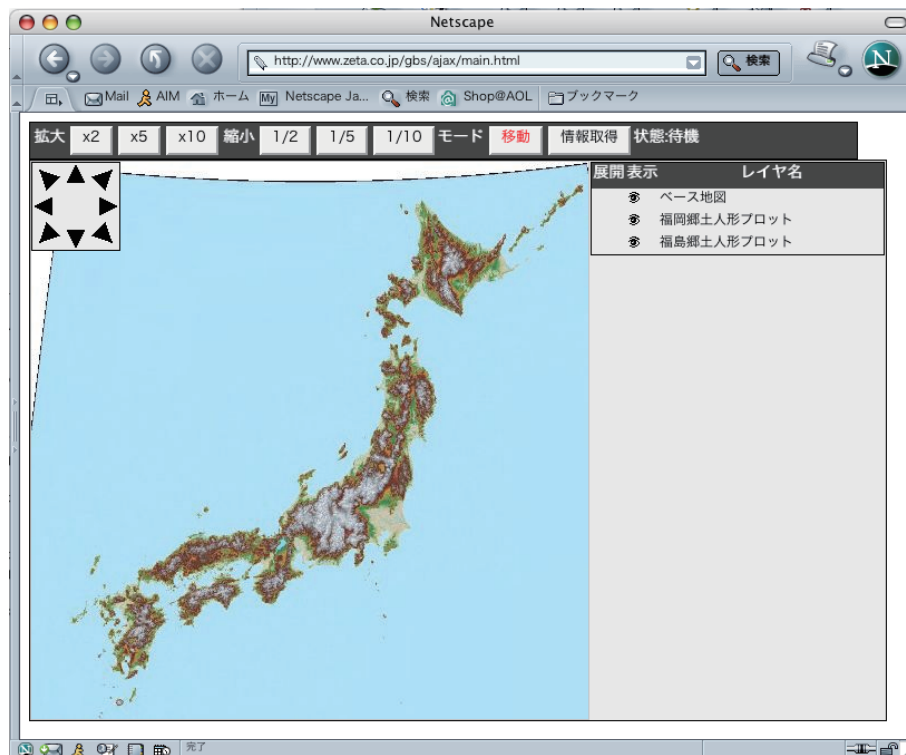 Netscape
http://www.zeta.co.jp/gbs/ajax/main.html 検索 N
Mail AIM ホーム My Netscape Ja... 検索 Shop@AOL ブックマーク
拡大 x2 x5 x10 縮小 1/2 1/5 1/10 モード 移動 情報取得 状態:待機
展開 表示 レイヤ名
ベース地図
福岡郷土人形プロット
福島郷土人形プロット
完了